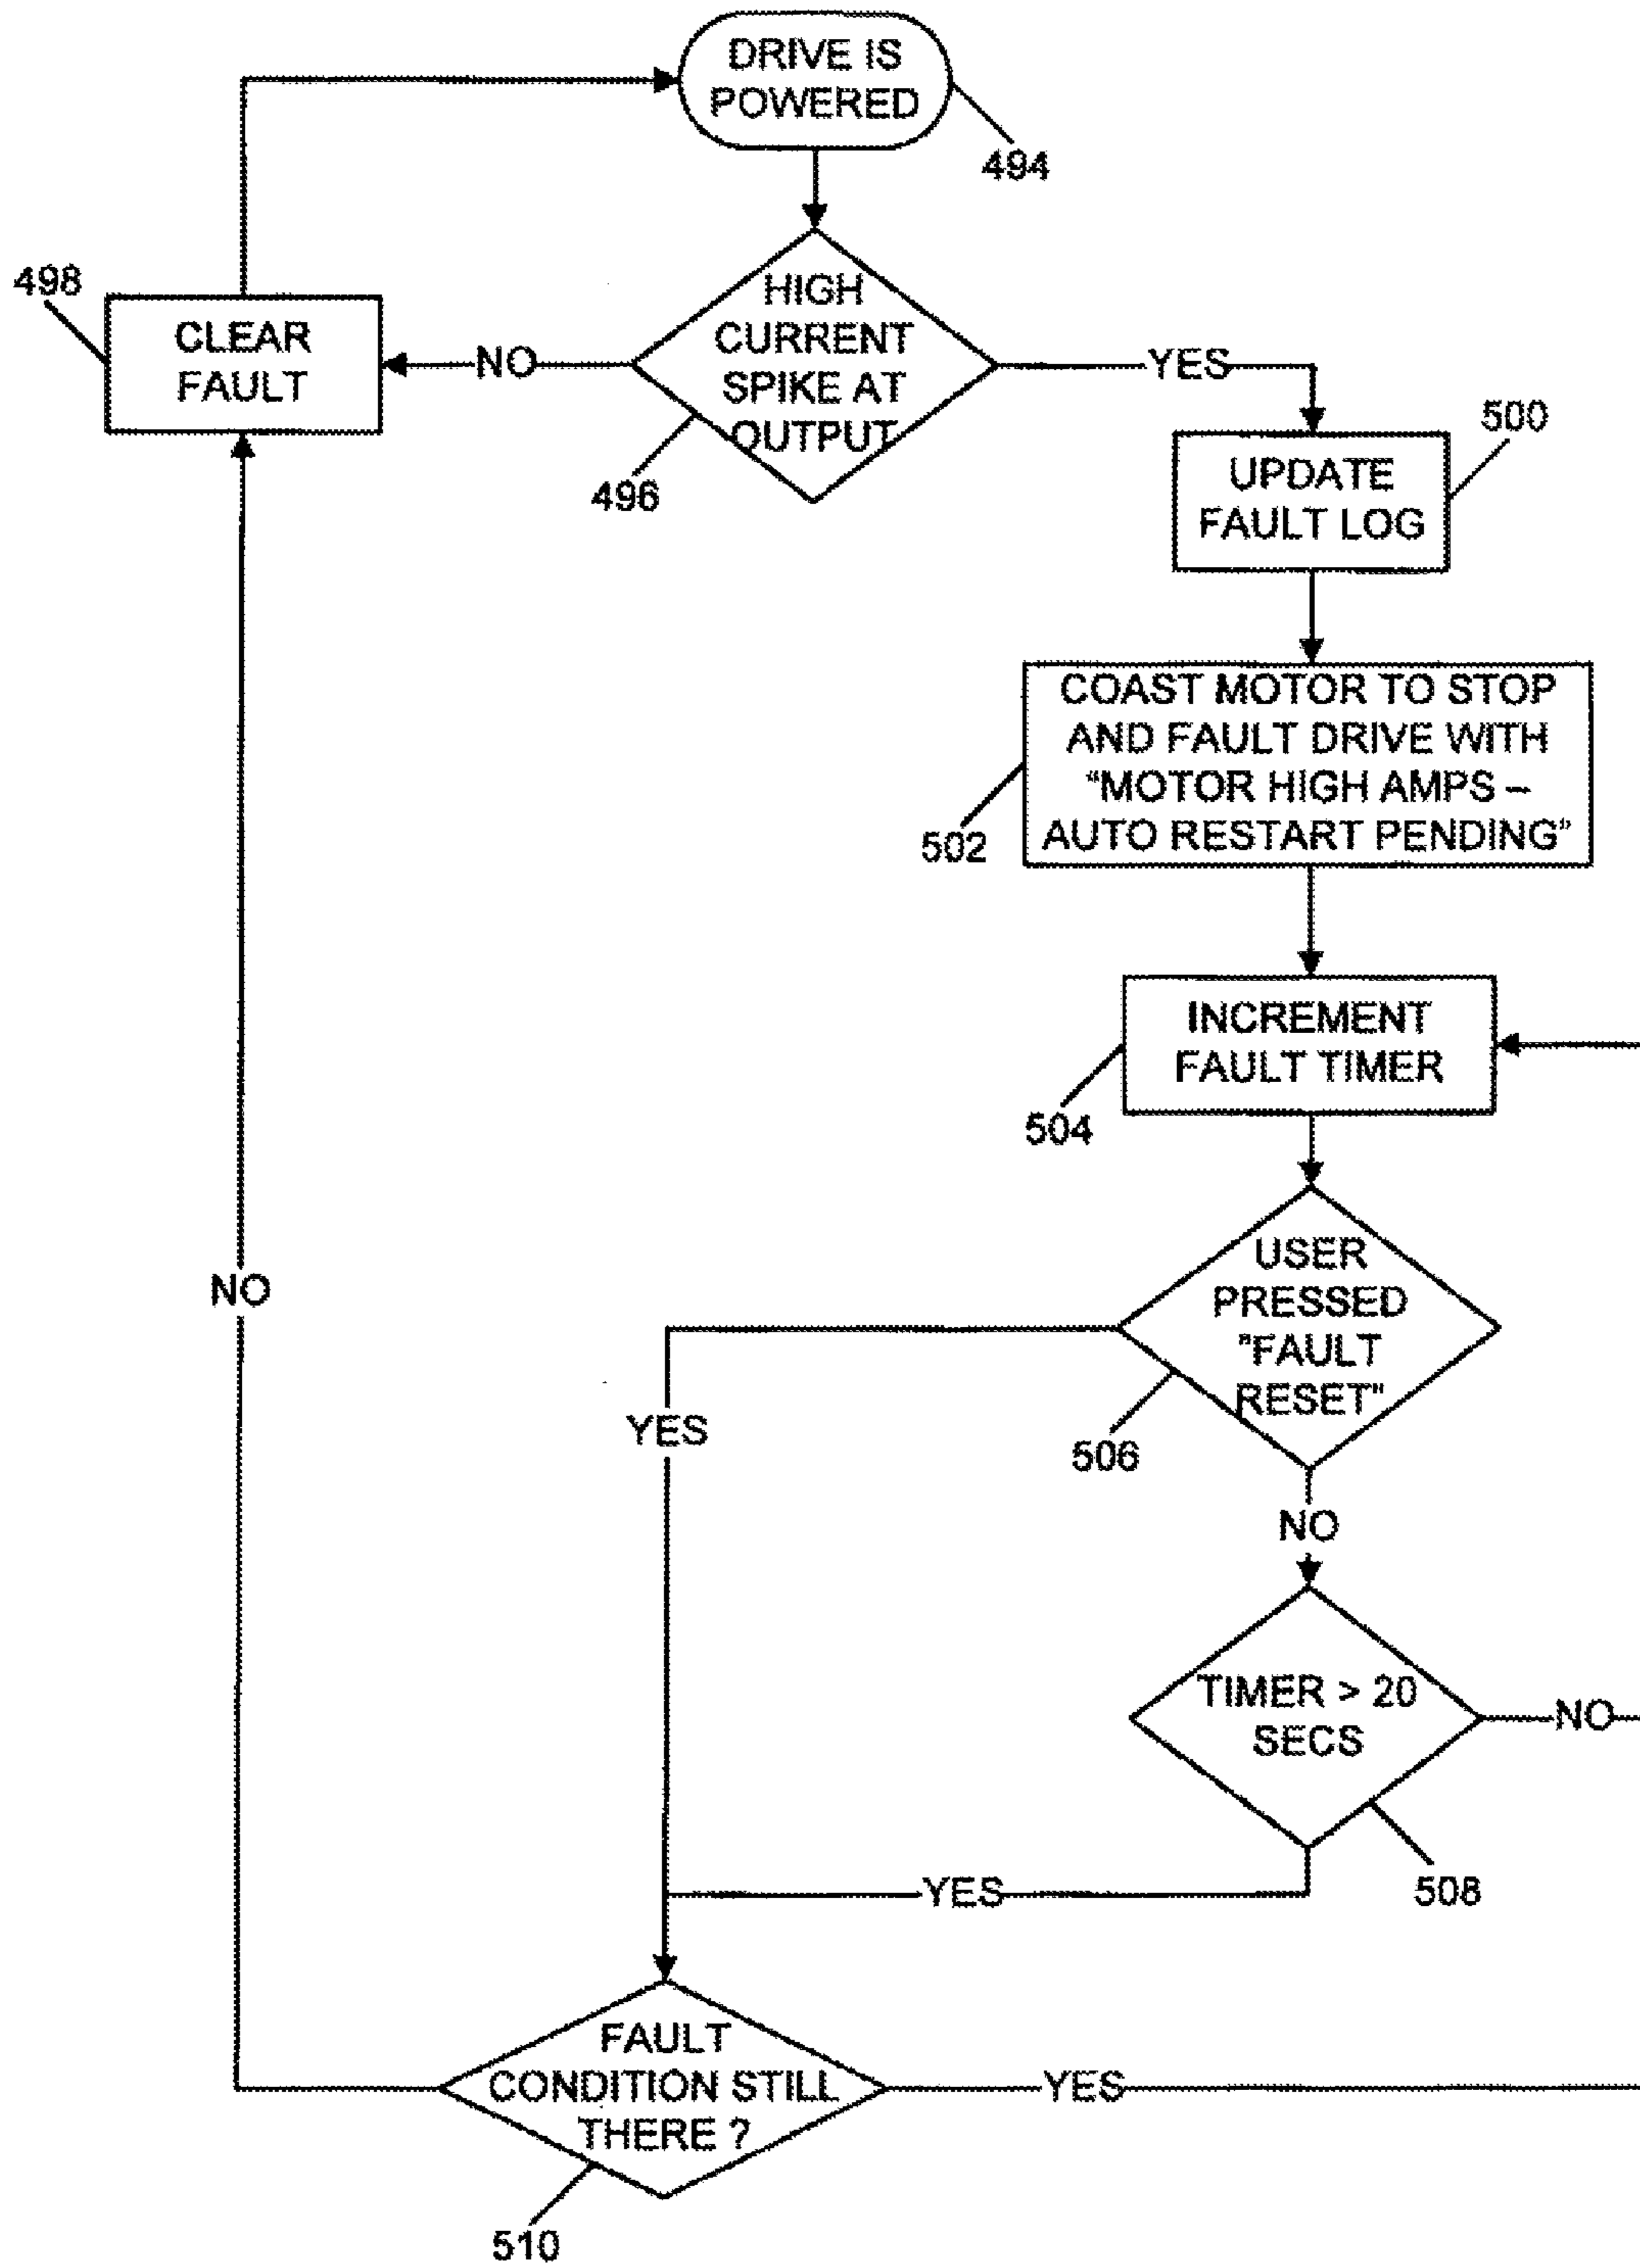 DRIVE IS
POWERED
494
HIGH
CURRENT
SPIKE AT
OUTPUT
496
NO
498
CLEAR
FAULT
YES
500
UPDATE
FAULT LOG
COAST MOTOR TO STOP
AND FAULT DRIVE WITH
“MOTOR HIGH AMPS –
AUTO RESTART PENDING”
502
INCREMENT
FAULT TIMER
504
USER
PRESSED
"FAULT
RESET"
506
NO
YES
NO
TIMER > 20
SECS
NO
508
YES
FAULT
CONDITION STILL
THERE ?
YES
510